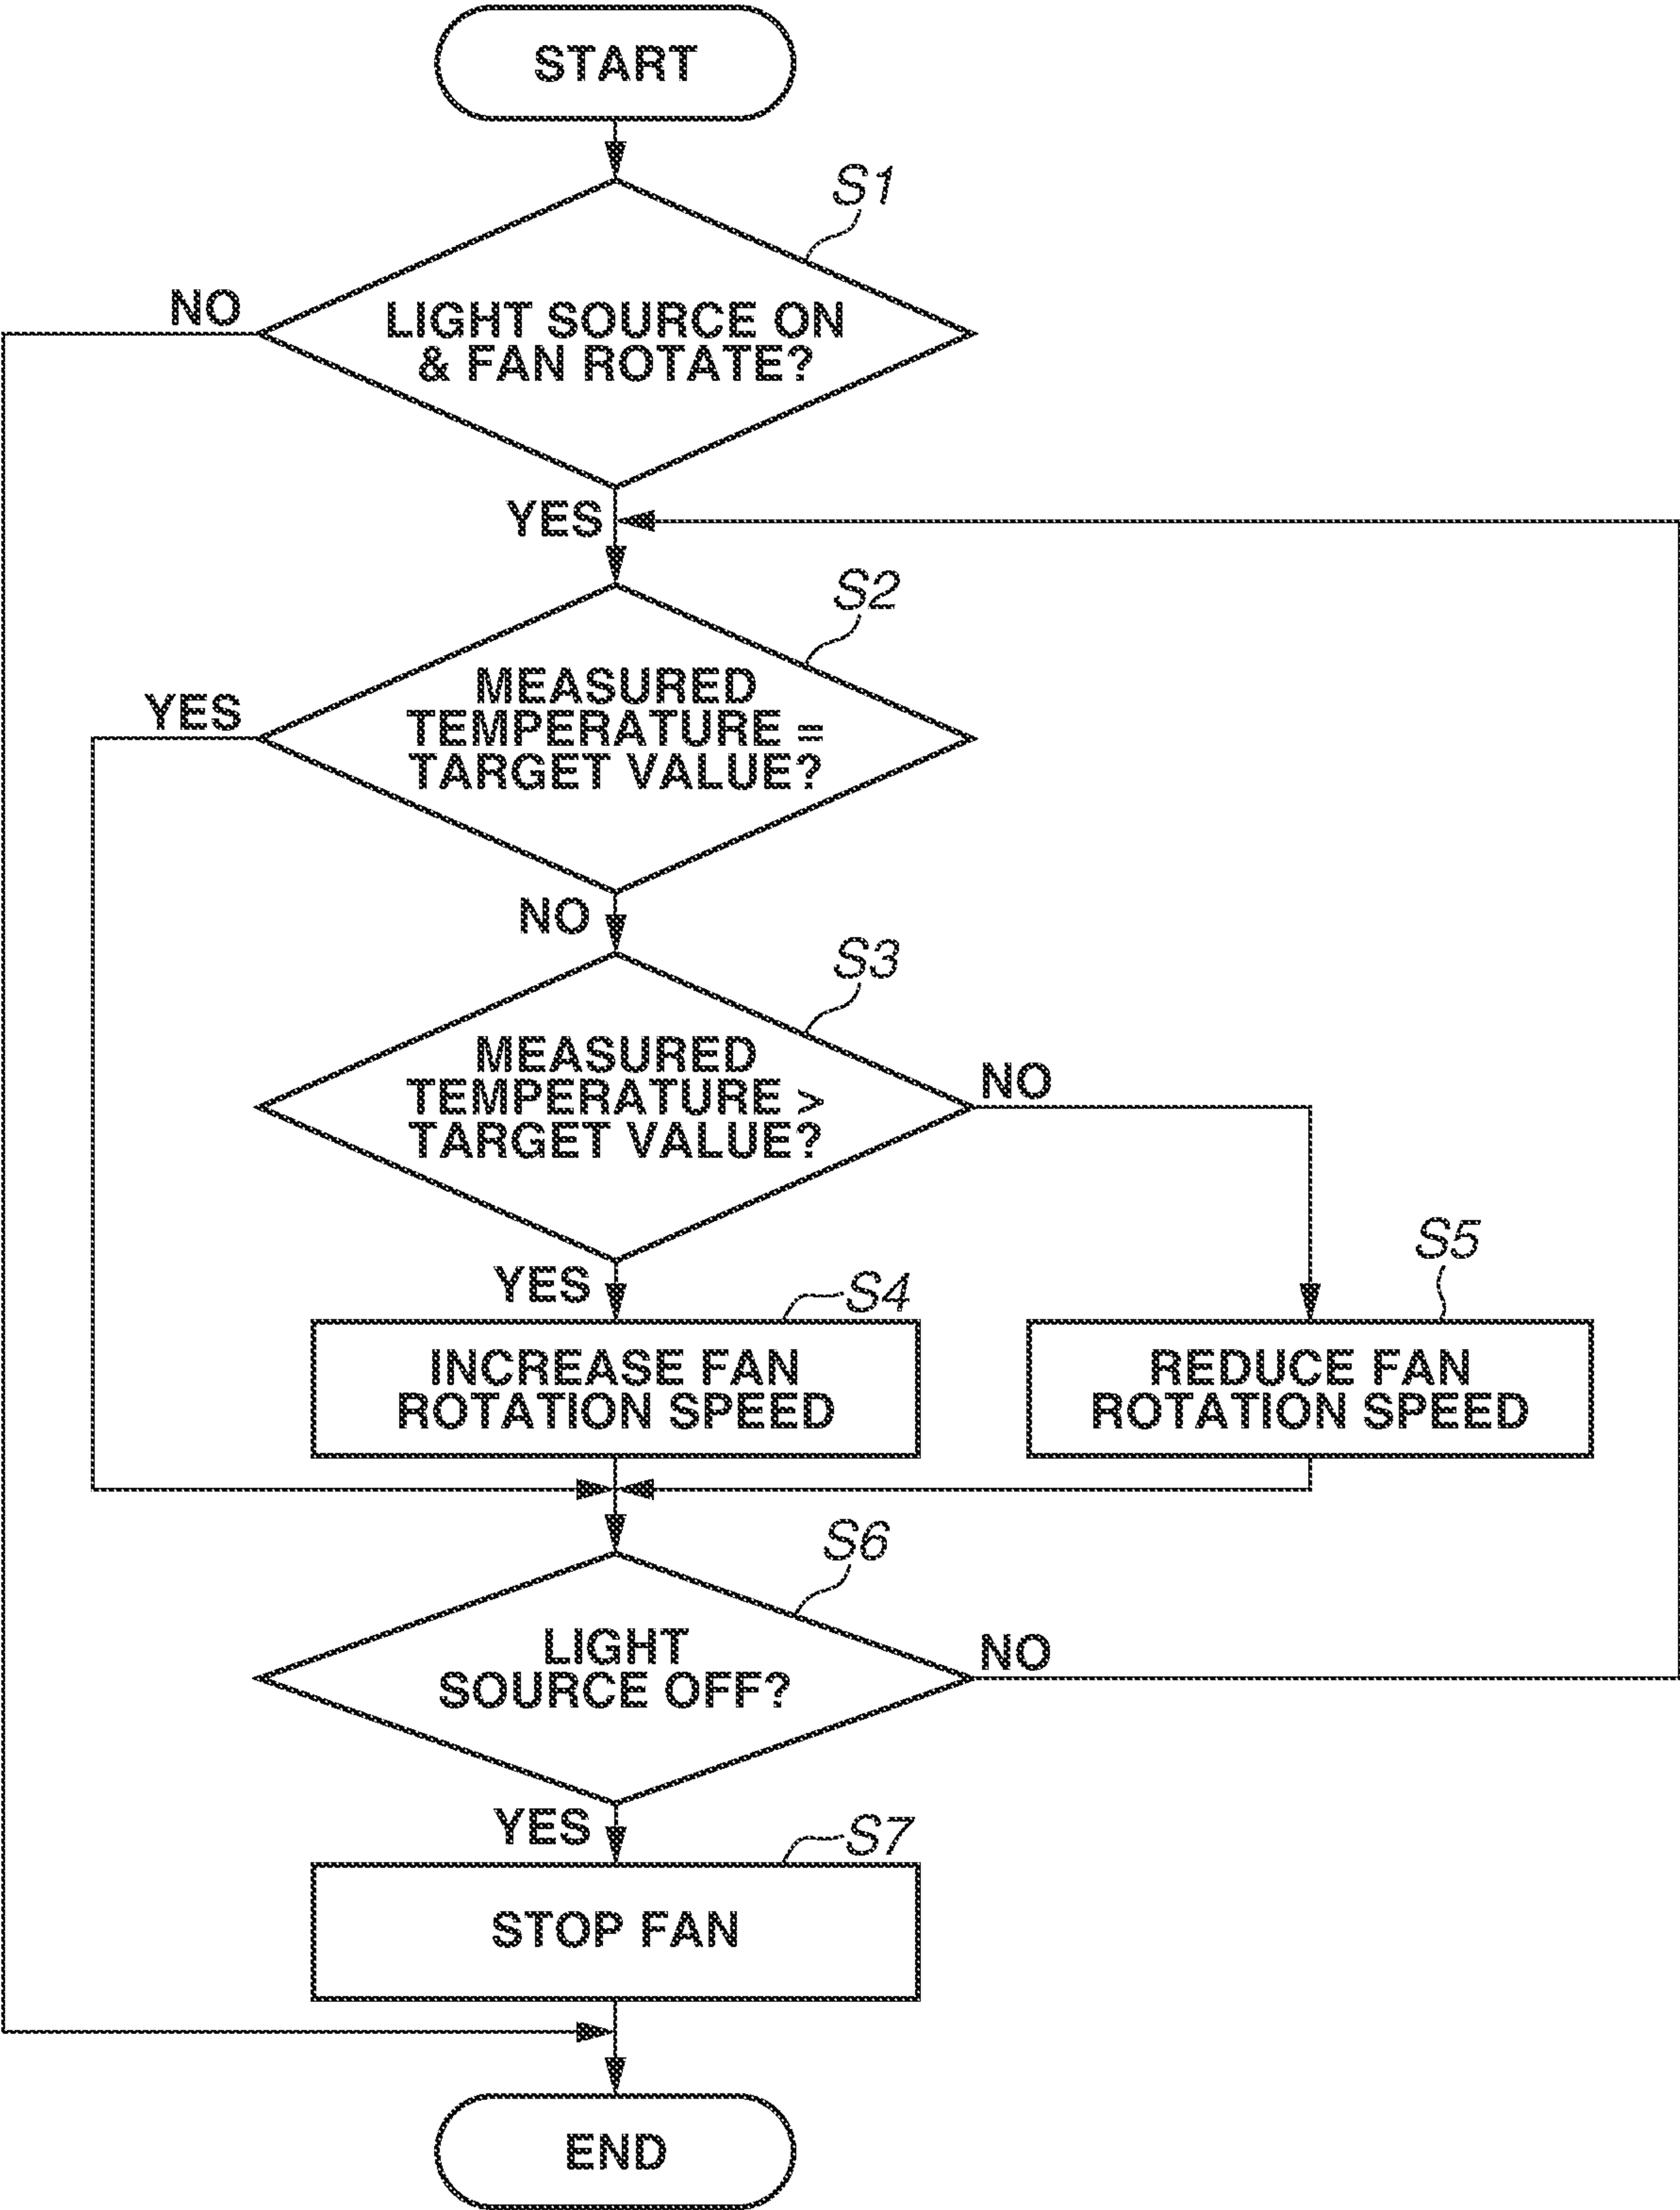 START
S1
NO
LIGHT SOURCE ON
& FAN ROTATE?
YES
S2
YES
MEASURED
TEMPERATURE =
TARGET VALUE?
NO
S3
MEASURED
TEMPERATURE >
TARGET VALUE?
NO
YES
S4
S5
INCREASE FAN
ROTATION SPEED
REDUCE FAN
ROTATION SPEED
S6
LIGHT
SOURCE OFF?
NO
YES
S7
STOP FAN
END